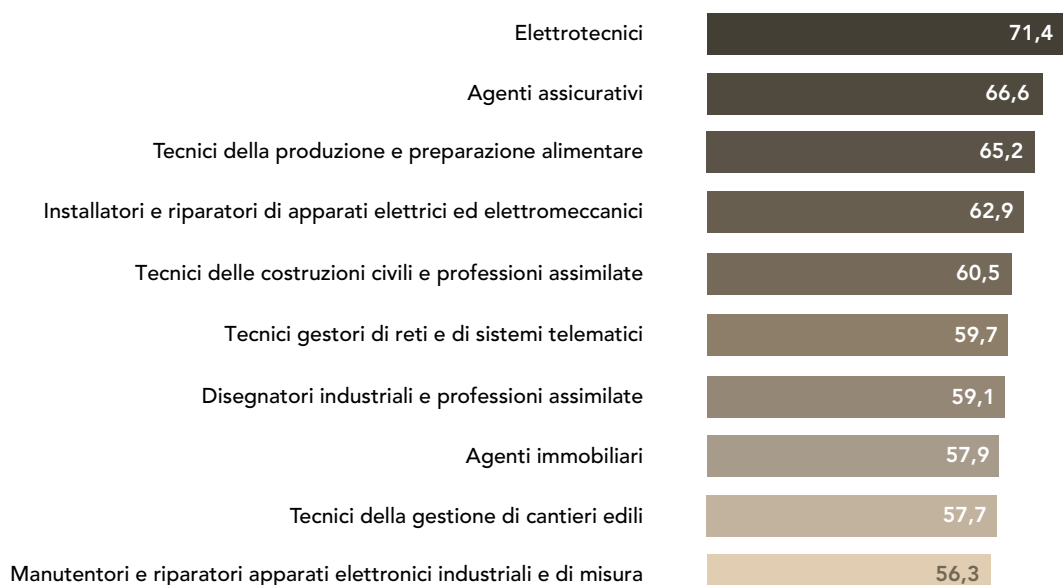 Elettrotecnici 71,4
Agenti assicurativi 66,6
Tecnici della produzione e preparazione alimentare 65,2
Installatori e riparatori di apparati elettrici ed elettromeccanici 62,9
Tecnici delle costruzioni civili e professioni assimilate 60,5
Tecnici gestori di reti e di sistemi telematici 59,7
Disegnatori industriali e professioni assimilate 59,1
Agenti immobiliari 57,9
Tecnici della gestione di cantieri edili 57,7
Manutentori e riparatori apparati elettronici industriali e di misura 56,3